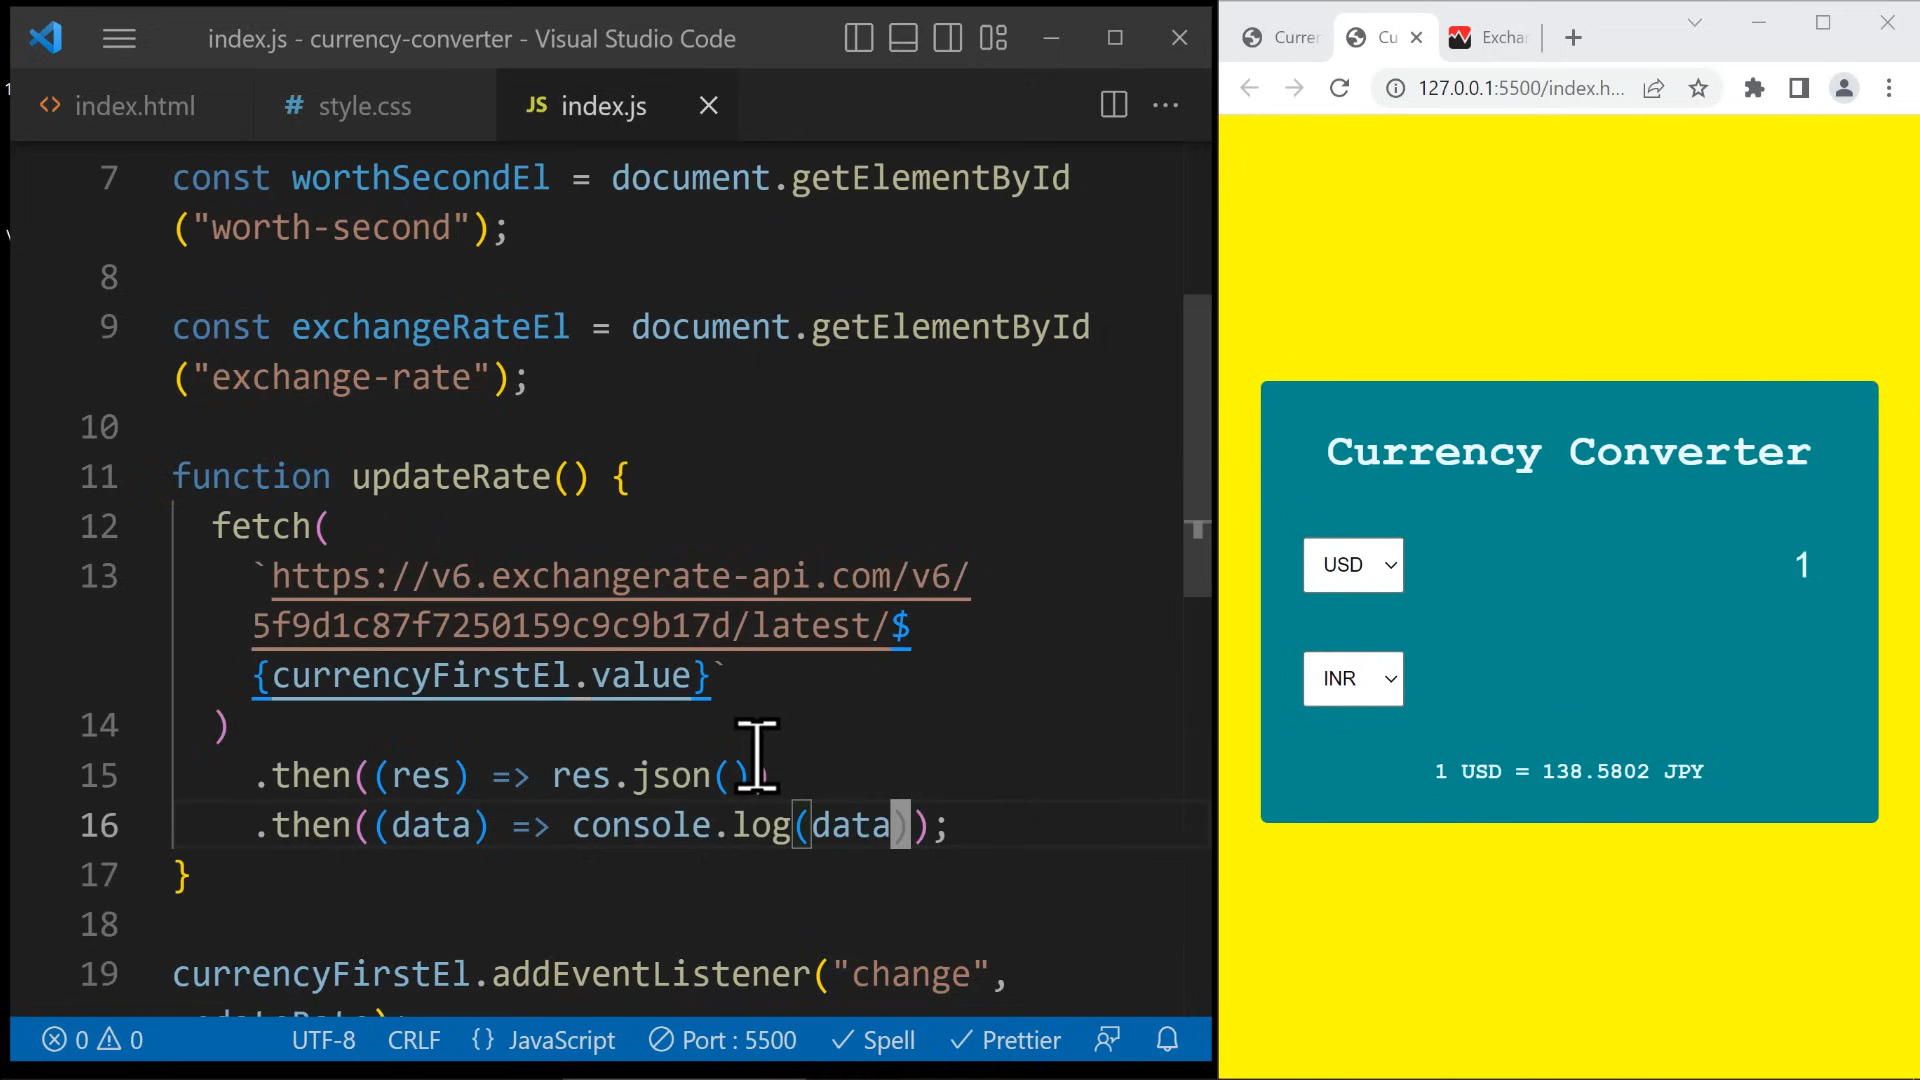 index.js - currency-converter - Visual Studio Code
index.html
# style.css
JS index.js
7 const worthSecondEl = document.getElementById
("worth-second");
8
9 const exchangeRateEl = document.getElementById
("exchange-rate");
10
11 function updateRate() {
12 fetch(
13 `https://v6.exchangerate-api.com/v6/
5f9d1c87f7250159c9c9b17d/latest/$
{currencyFirstEl.value}`
14 )
15 .then((res) => res.json())
16 .then((data) => console.log(data));
17 }
18
19 currencyFirstEl.addEventListener("change",
0 0 UTF-8 CRLF {} JavaScript Port : 5500 Spell Prettier
Curre
Cu
Excha
127.0.0.1:5500/index.h...
Currency Converter
USD
1
INR
1 USD = 138.5802 JPY